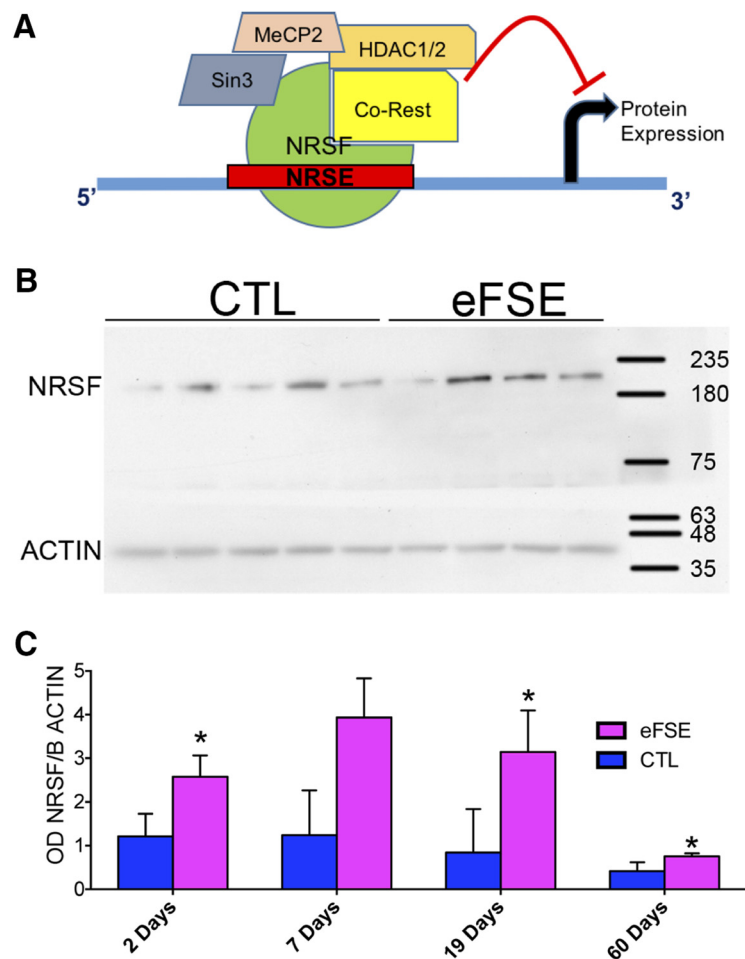 A
MeCP2
HDAC1/2
Sin3
Co-Rest
NRSF
NRSE
Protein
Expression
5’
3’
B
CTL
eFSE
NRSF
235
180
75
63
ACTIN
48
35
C
OD NRSF/B ACTIN
5
4
3
2
1
0
*
*
*
eFSE
CTL
2 Days
7 Days
19 Days
60 Days